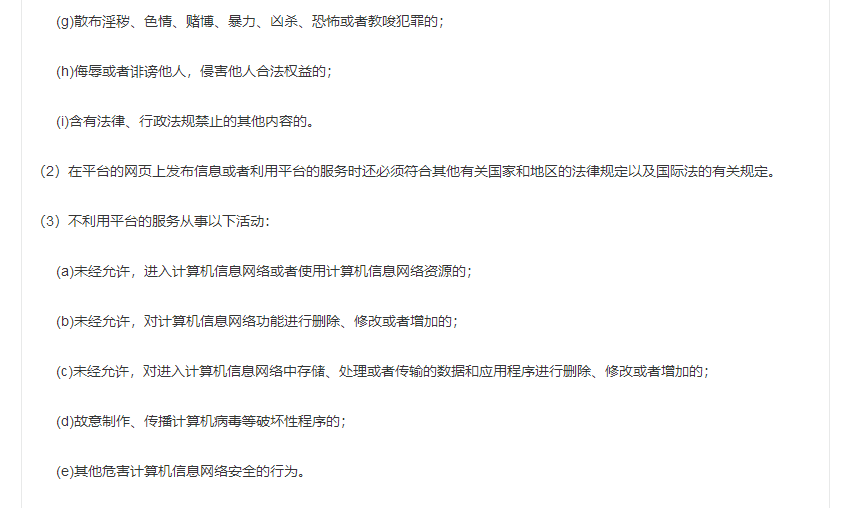 (g)散布淫秽、色情、赌博、暴力、凶杀、恐怖或者教唆犯罪的；
(h)侮辱或者诽谤他人，侵害他人合法权益的；
(i)含有法律、行政法规禁止的其他内容的。
（2）在平台的网页上发布信息或者利用平台的服务时还必须符合其他有关国家和地区的法律规定以及国际法的有关规定。
（3）不利用平台的服务从事以下活动：
(a)未经允许，进入计算机信息网络或者使用计算机信息网络资源的；
(b)未经允许，对计算机信息网络功能进行删除、修改或者增加的；
(c)未经允许，对进入计算机信息网络中存储、处理或者传输的数据和应用程序进行删除、修改或者增加的；
(d)故意制作、传播计算机病毒等破坏性程序的；
(e)其他危害计算机信息网络安全的行为。